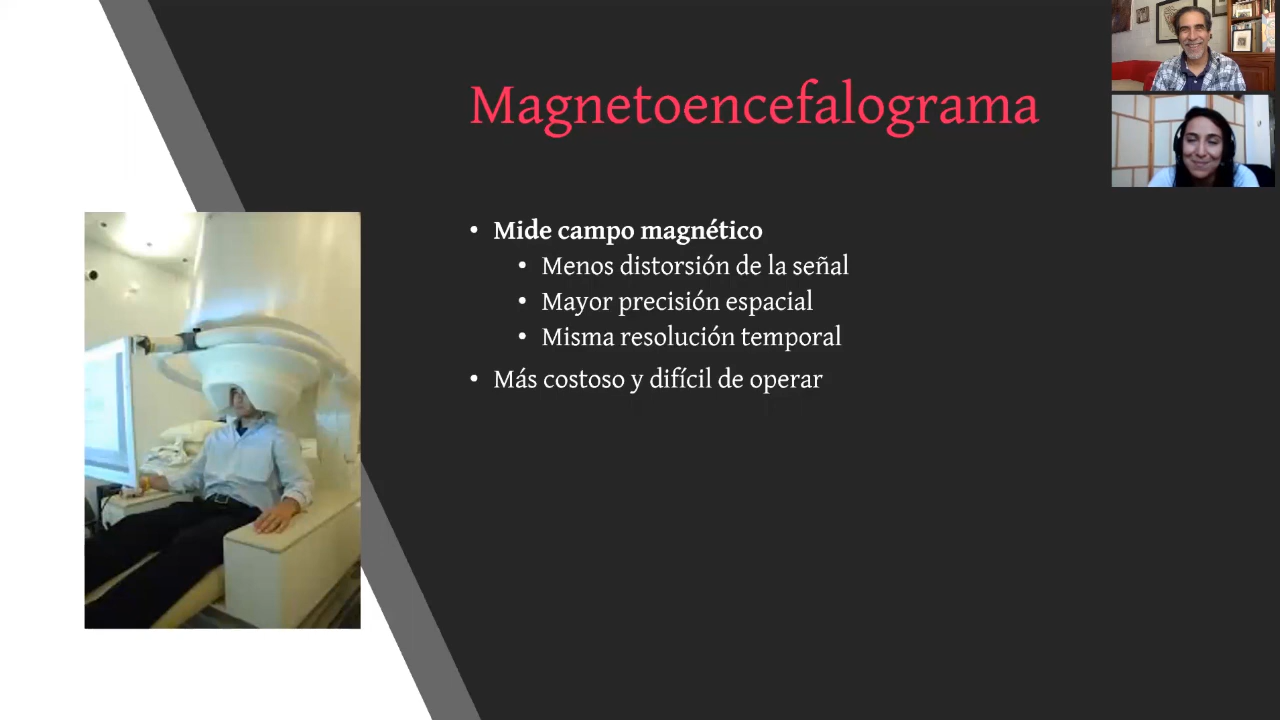 Magnetoencefalograma
• Mide campo magnético
• Menos distorsión de la señal
• Mayor precisión espacial
• Misma resolución temporal
• Más costoso y difícil de operar